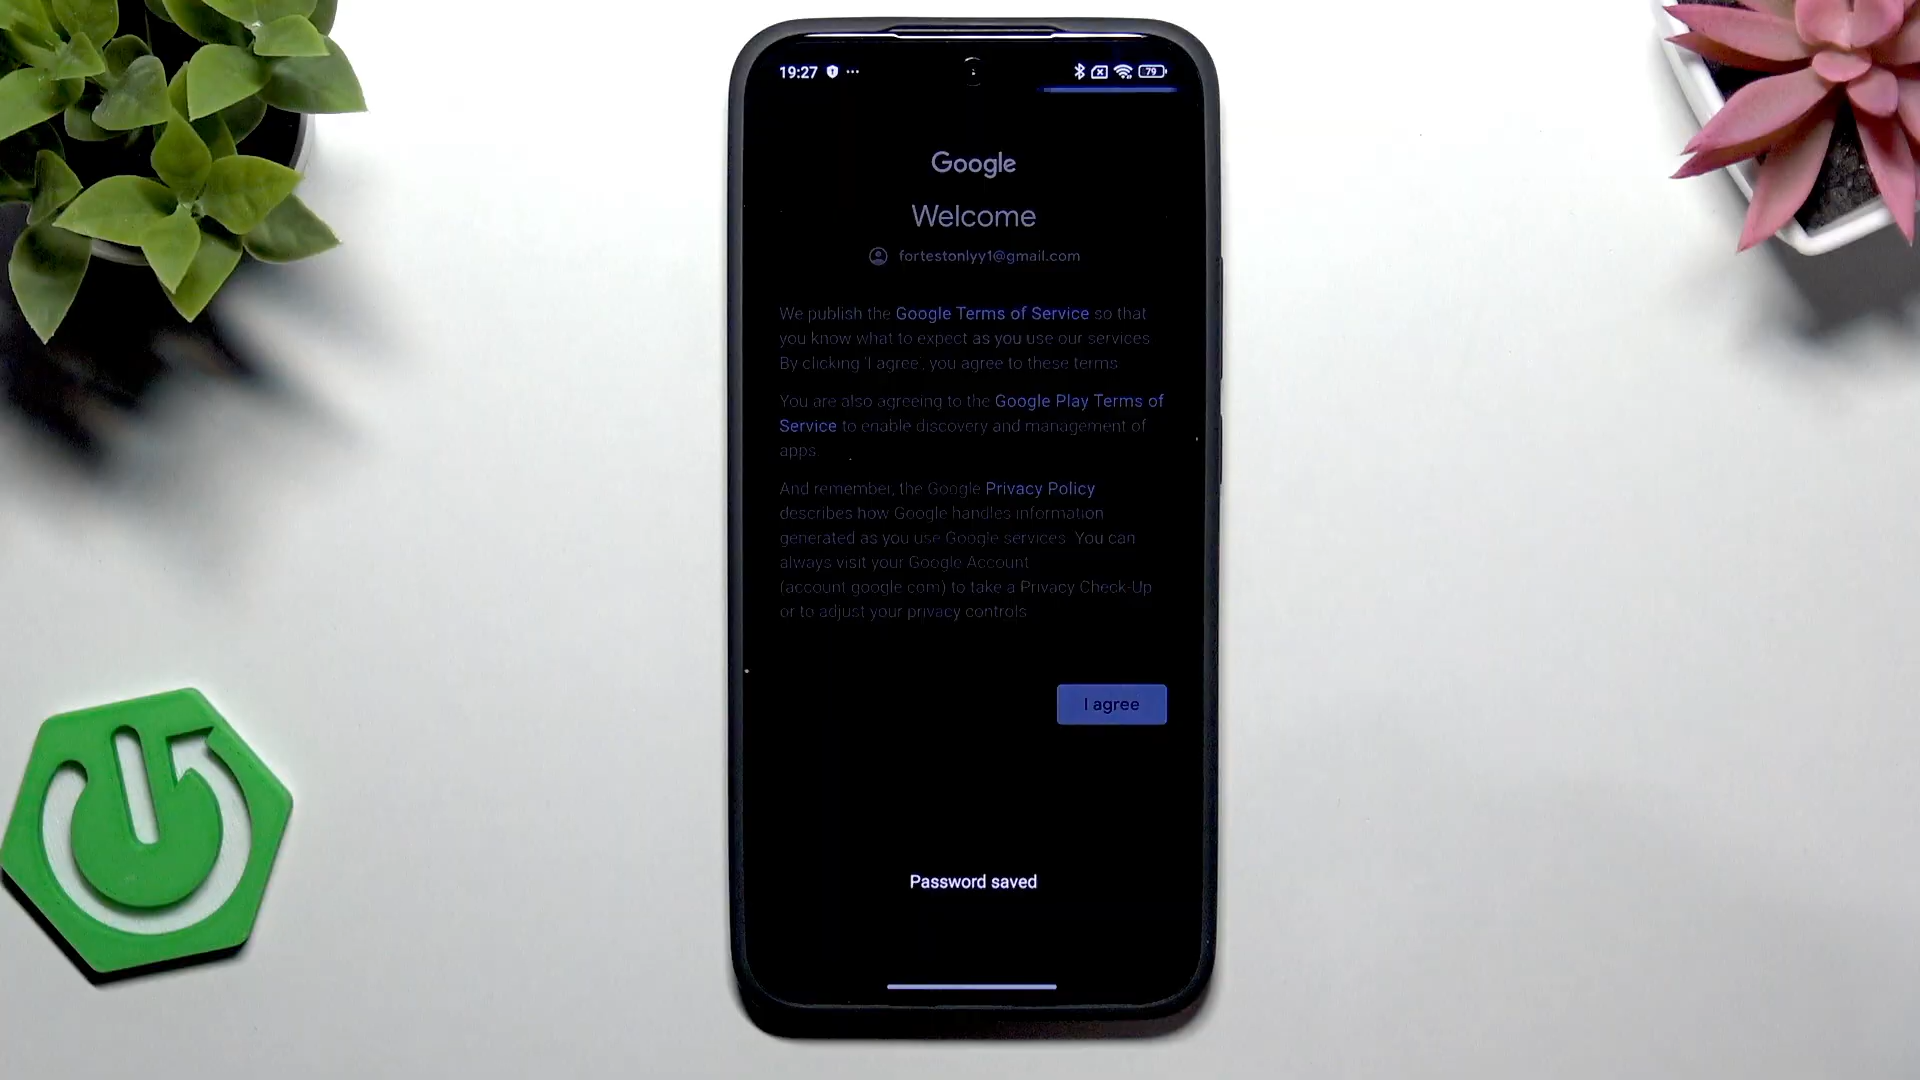 19:27
79
Google
Welcome
fortestonlyy1@gmail.com
We publish the Google Terms of Service so that
you know what to expect as you use our services
By clicking 'I agree', you agree to these terms
You are also agreeing to the Google Play Terms of
Service to enable discovery and management of
apps.
And remember, the Google Privacy Policy
describes how Google handles information
generated as you use Google services. You can
always visit your Google Account
(account google com) to take a Privacy Check-Up
or to adjust your privacy controls
I agree
Password saved